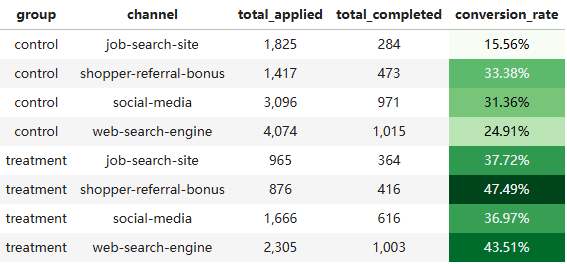 group channel total_applied total_completed conversion_rate
control job-search-site 1,825 284 15.56%
control shopper-referral-bonus 1,417 473 33.38%
control social-media 3,096 971 31.36%
control web-search-engine 4,074 1,015 24.91%
treatment job-search-site 965 364 37.72%
treatment shopper-referral-bonus 876 416 47.49%
treatment social-media 1,666 616 36.97%
treatment web-search-engine 2,305 1,003 43.51%